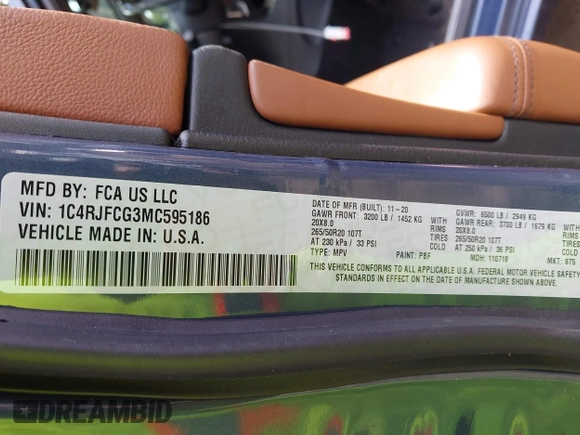 MFD BY: FCA US LLC
VIN: 1C4RJFCG3MC595186
VEHICLE MADE IN: U.S.A.
DATE OF MFR (BUILT): 11-20 GVWR: 6500 LB / 2949 KG
GAWR FRONT: 3200 LB / 1452 KG WITH GAWR REAR: 3700 LB / 1679 KG WITH
20X8.0 RIMS 20X8.0 RIMS
265/50R20 107T TIRES 265/50R20 107T TIRES
AT 230 kPa / 33 PSI COLD AT 250 kPa / 36 PSI COLD
TYPE: MPV PAINT: PBF MDH: 110718 MKT: 875
THIS VEHICLE CONFORMS TO ALL APPLICABLE U.S.A. FEDERAL MOTOR VEHICLE SAFETY
STANDARDS IN EFFECT ON THE DATE OF MANUFACTURE SHOWN ABOVE.
DREAMBID